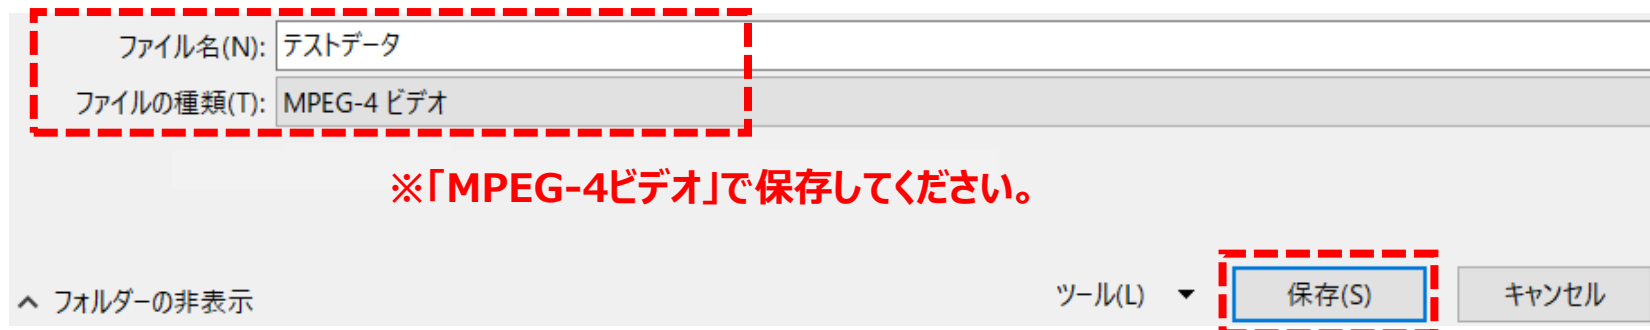 ファイル名(N): テストデータ
ファイルの種類(T): MPEG-4 ビデオ
※「MPEG-4ビデオ」で保存してください。
フォルダーの非表示 ツール(L) 保存(S) キャンセル